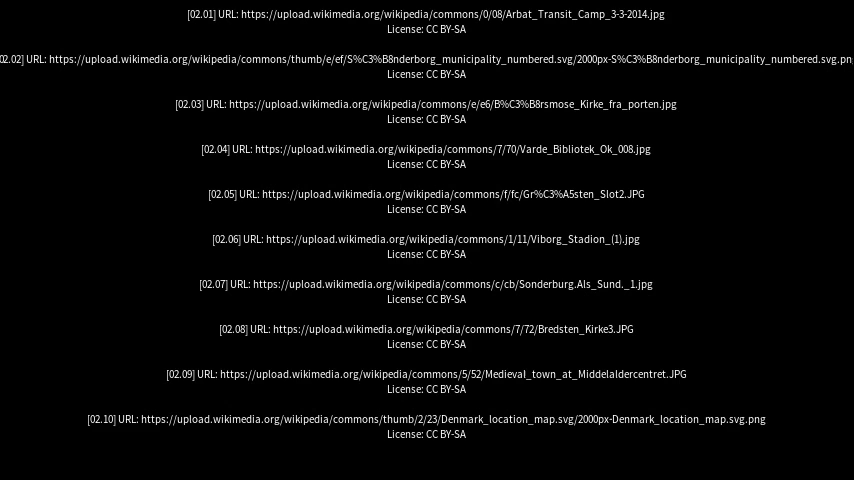 [02.01] URL: https://upload.wikimedia.org/wikipedia/commons/0/08/Arbat_Transit_Camp_3-3-2014.jpg
License: CC BY-SA
02.02] URL: https://upload.wikimedia.org/wikipedia/commons/thumb/e/ef/S%C3%B8nderborg_municipality_numbered.svg/2000px-S%C3%B8nderborg_municipality_numbered.svg.pn
License: CC BY-SA
[02.03] URL: https://upload.wikimedia.org/wikipedia/commons/e/e6/B%C3%B8rsmose_Kirke_fra_porten.jpg
License: CC BY-SA
[02.04] URL: https://upload.wikimedia.org/wikipedia/commons/7/70/Varde_Bibliotek_Ok_008.jpg
License: CC BY-SA
[02.05] URL: https://upload.wikimedia.org/wikipedia/commons/f/fc/Gr%C3%A5sten_Slot2.JPG
License: CC BY-SA
[02.06] URL: https://upload.wikimedia.org/wikipedia/commons/1/11/Viborg_Stadion_(1).jpg
License: CC BY-SA
[02.07] URL: https://upload.wikimedia.org/wikipedia/commons/c/cb/Sonderburg.Als_Sund._1.jpg
License: CC BY-SA
[02.08] URL: https://upload.wikimedia.org/wikipedia/commons/7/72/Bredsten_Kirke3.JPG
License: CC BY-SA
[02.09] URL: https://upload.wikimedia.org/wikipedia/commons/5/52/Medieval_town_at_Middelaldercentret.JPG
License: CC BY-SA
[02.10] URL: https://upload.wikimedia.org/wikipedia/commons/thumb/2/23/Denmark_location_map.svg/2000px-Denmark_location_map.svg.png
License: CC BY-SA